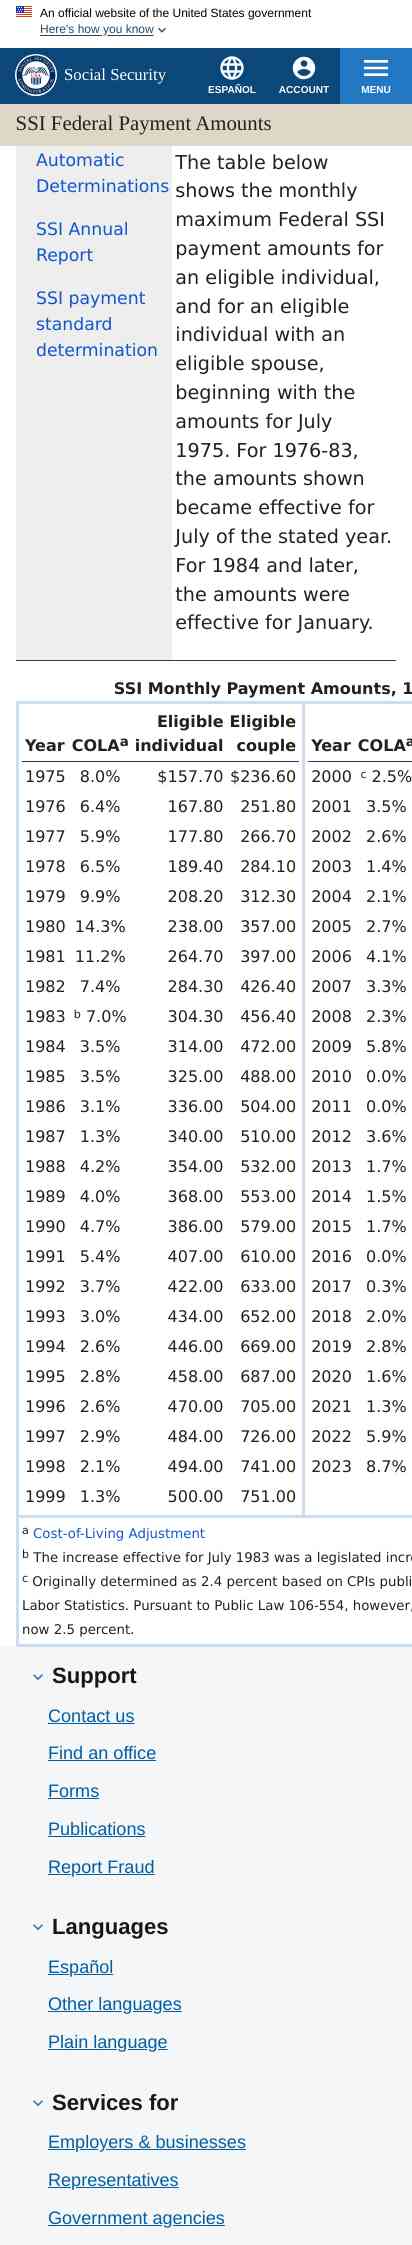 An official website of the United States government
Here's how you know
Social Security
ESPAÑOL
ACCOUNT
MENU
SSI Federal Payment Amounts
Automatic
Determinations
SSI Annual
Report
SSI payment
standard
determination
The table below
shows the monthly
maximum Federal SSI
payment amounts for
an eligible individual,
and for an eligible
individual with an
eligible spouse,
beginning with the
amounts for July
1975. For 1976-83,
the amounts shown
became effective for
July of the stated year.
For 1984 and later,
the amounts were
effective for January.
SSI Monthly Payment Amounts, 1
Eligible Eligible
Year COLAa individual couple Year COLAa
1975 8.0% $157.70 $236.60 2000 c 2.5%
1976 6.4% 167.80 251.80 2001 3.5%
1977 5.9% 177.80 266.70 2002 2.6%
1978 6.5% 189.40 284.10 2003 1.4%
1979 9.9% 208.20 312.30 2004 2.1%
1980 14.3% 238.00 357.00 2005 2.7%
1981 11.2% 264.70 397.00 2006 4.1%
1982 7.4% 284.30 426.40 2007 3.3%
1983 b 7.0% 304.30 456.40 2008 2.3%
1984 3.5% 314.00 472.00 2009 5.8%
1985 3.5% 325.00 488.00 2010 0.0%
1986 3.1% 336.00 504.00 2011 0.0%
1987 1.3% 340.00 510.00 2012 3.6%
1988 4.2% 354.00 532.00 2013 1.7%
1989 4.0% 368.00 553.00 2014 1.5%
1990 4.7% 386.00 579.00 2015 1.7%
1991 5.4% 407.00 610.00 2016 0.0%
1992 3.7% 422.00 633.00 2017 0.3%
1993 3.0% 434.00 652.00 2018 2.0%
1994 2.6% 446.00 669.00 2019 2.8%
1995 2.8% 458.00 687.00 2020 1.6%
1996 2.6% 470.00 705.00 2021 1.3%
1997 2.9% 484.00 726.00 2022 5.9%
1998 2.1% 494.00 741.00 2023 8.7%
1999 1.3% 500.00 751.00
a Cost-of-Living Adjustment
b The increase effective for July 1983 was a legislated incr
c Originally determined as 2.4 percent based on CPIs publi
Labor Statistics. Pursuant to Public Law 106-554, however,
now 2.5 percent.
Support
Contact us
Find an office
Forms
Publications
Report Fraud
Languages
Español
Other languages
Plain language
Services for
Employers & businesses
Representatives
Government agencies